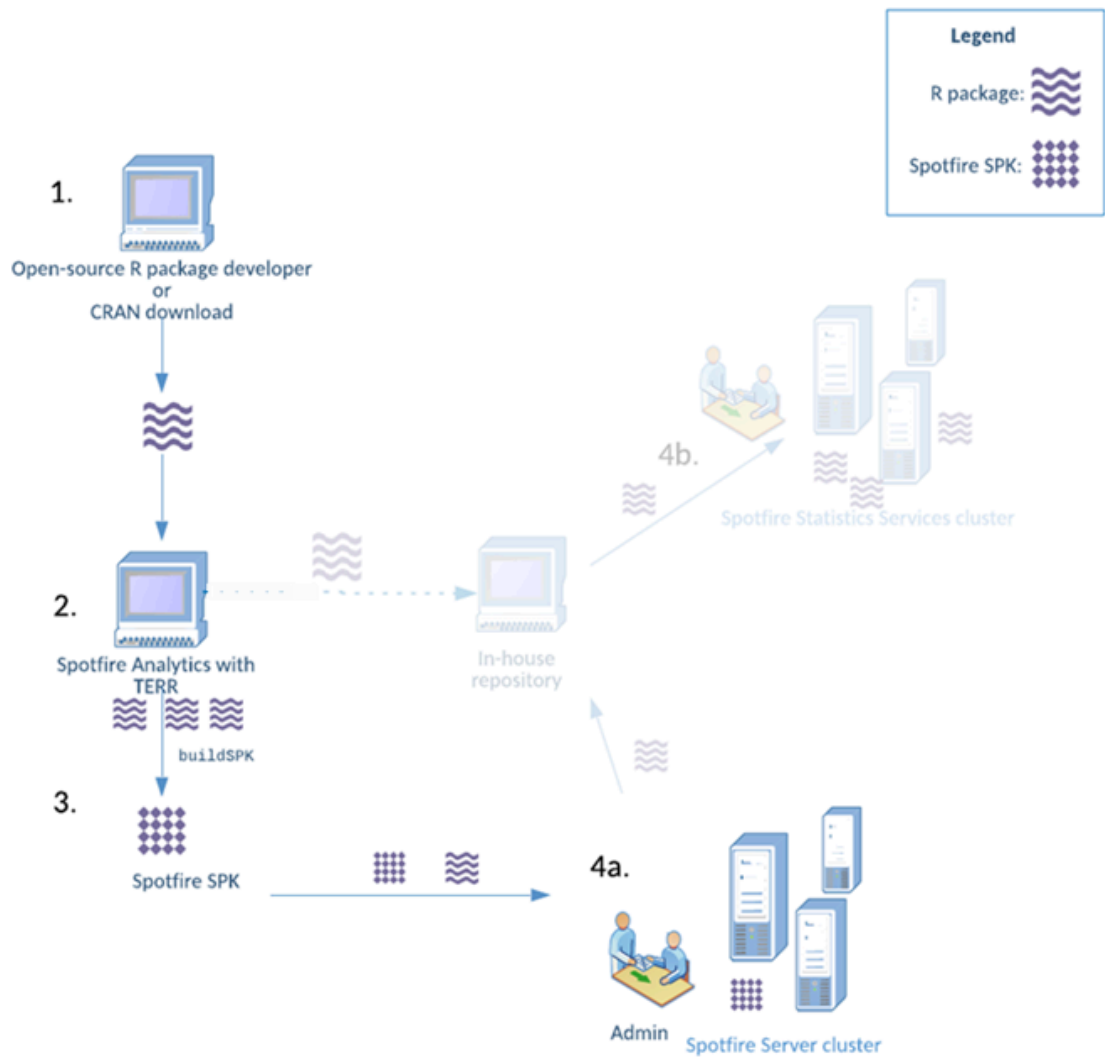 Legend
R package:
Spotfire SPK:
1.
Open-source R package developer
or
CRAN download
4b.
Spotfire Statistics Services cluster
2.
Spotfire Analytics with
TERR
In-house
repository
buildSPK
3.
Spotfire SPK
4a.
Admin
Spotfire Server cluster